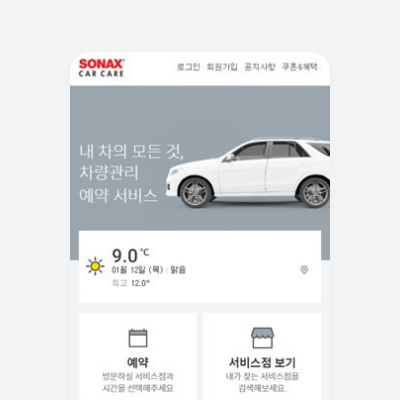 SONAX
CAR CARE
로그인 회원가입 공지사항 쿠폰&혜택
내 차의 모든 것,
차량관리
예약 서비스
9.0℃
01월 12일 (목) | 맑음
최고 12.0°
예약
방문하실 서비스점과
시간을 선택해주세요
서비스점 보기
내가 찾는 서비스점을
검색해보세요.